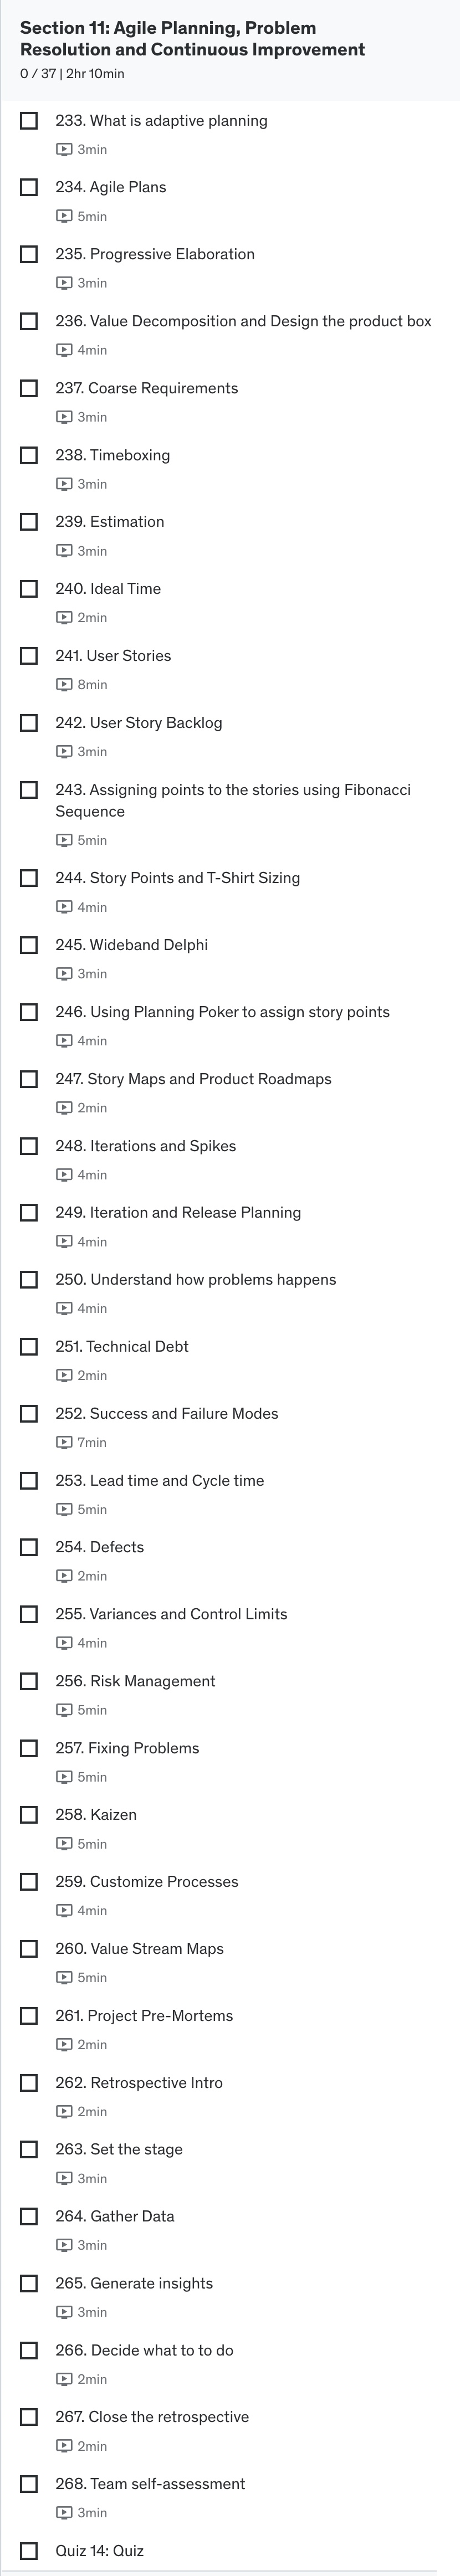 Section 11: Agile Planning, Problem
Resolution and Continuous Improvement
0 / 37 | 2hr 10min
233. What is adaptive planning
3min
234. Agile Plans
5min
235. Progressive Elaboration
3min
236. Value Decomposition and Design the product box
4min
237. Coarse Requirements
3min
238. Timeboxing
3min
239. Estimation
3min
240. Ideal Time
2min
241. User Stories
8min
242. User Story Backlog
3min
243. Assigning points to the stories using Fibonacci
Sequence
5min
244. Story Points and T-Shirt Sizing
4min
245. Wideband Delphi
3min
246. Using Planning Poker to assign story points
4min
247. Story Maps and Product Roadmaps
2min
248. Iterations and Spikes
4min
249. Iteration and Release Planning
4min
250. Understand how problems happens
4min
251. Technical Debt
2min
252. Success and Failure Modes
7min
253. Lead time and Cycle time
5min
254. Defects
2min
255. Variances and Control Limits
4min
256. Risk Management
5min
257. Fixing Problems
5min
258. Kaizen
5min
259. Customize Processes
4min
260. Value Stream Maps
5min
261. Project Pre-Mortems
2min
262. Retrospective Intro
2min
263. Set the stage
3min
264. Gather Data
3min
265. Generate insights
3min
266. Decide what to to do
2min
267. Close the retrospective
2min
268. Team self-assessment
3min
Quiz 14: Quiz